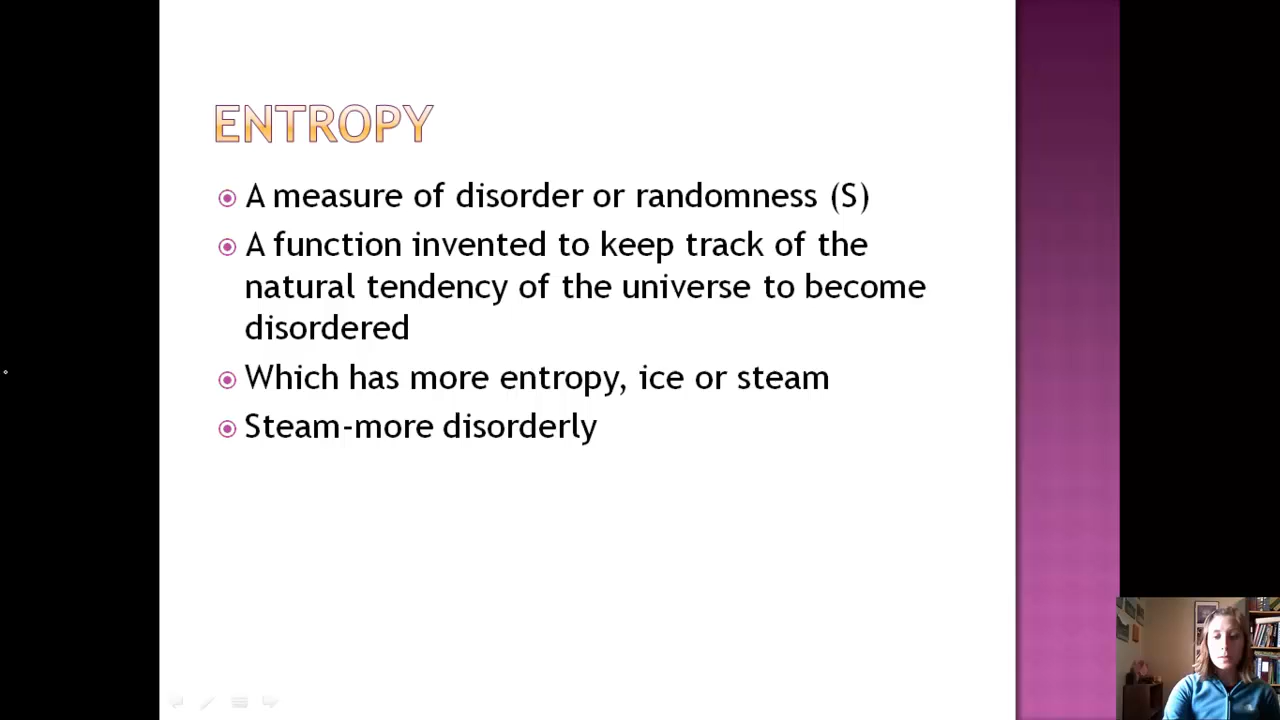 ENTROPY
A measure of disorder or randomness (S)
A function invented to keep track of the
natural tendency of the universe to become
disordered
Which has more entropy, ice or steam
Steam-more disorderly